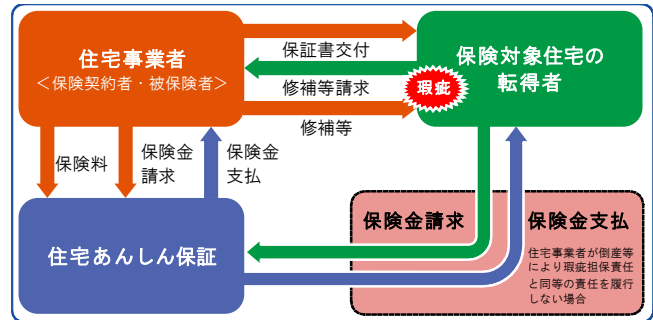 住宅事業者
＜保険契約者・被保険者＞
保証書交付
修補等請求
修補等
保険対象住宅の
転得者
瑕疵
保険料
保険金
請求
保険金
支払
住宅あんしん保証
保険金請求
保険金支払
住宅事業者が倒産等
により瑕疵担保責任
と同等の責任を履行
しない場合